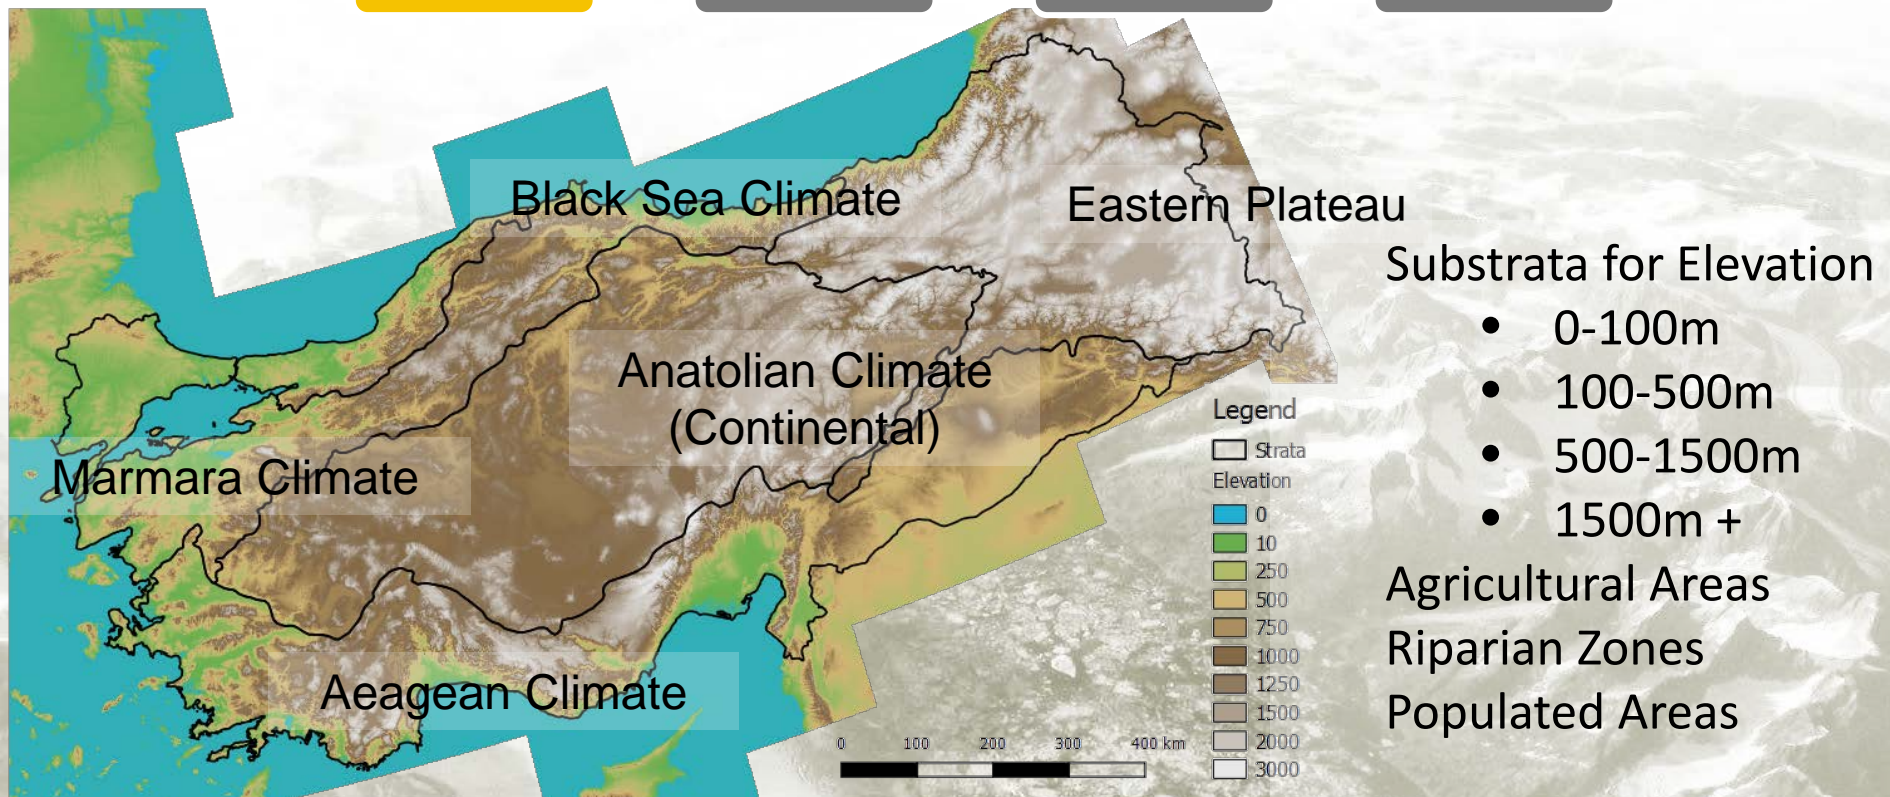 Black Sea Climate
Eastern Plateau
Anatolian Climate
(Continental)
Marmara Climate
Aeagean Climate
Legend
Strata
Elevation
0
10
250
500
750
1000
1250
1500
2000
3000
0 100 200 300 400 km
Substrata for Elevation
• 0-100m
• 100-500m
• 500-1500m
• 1500m +
Agricultural Areas
Riparian Zones
Populated Areas